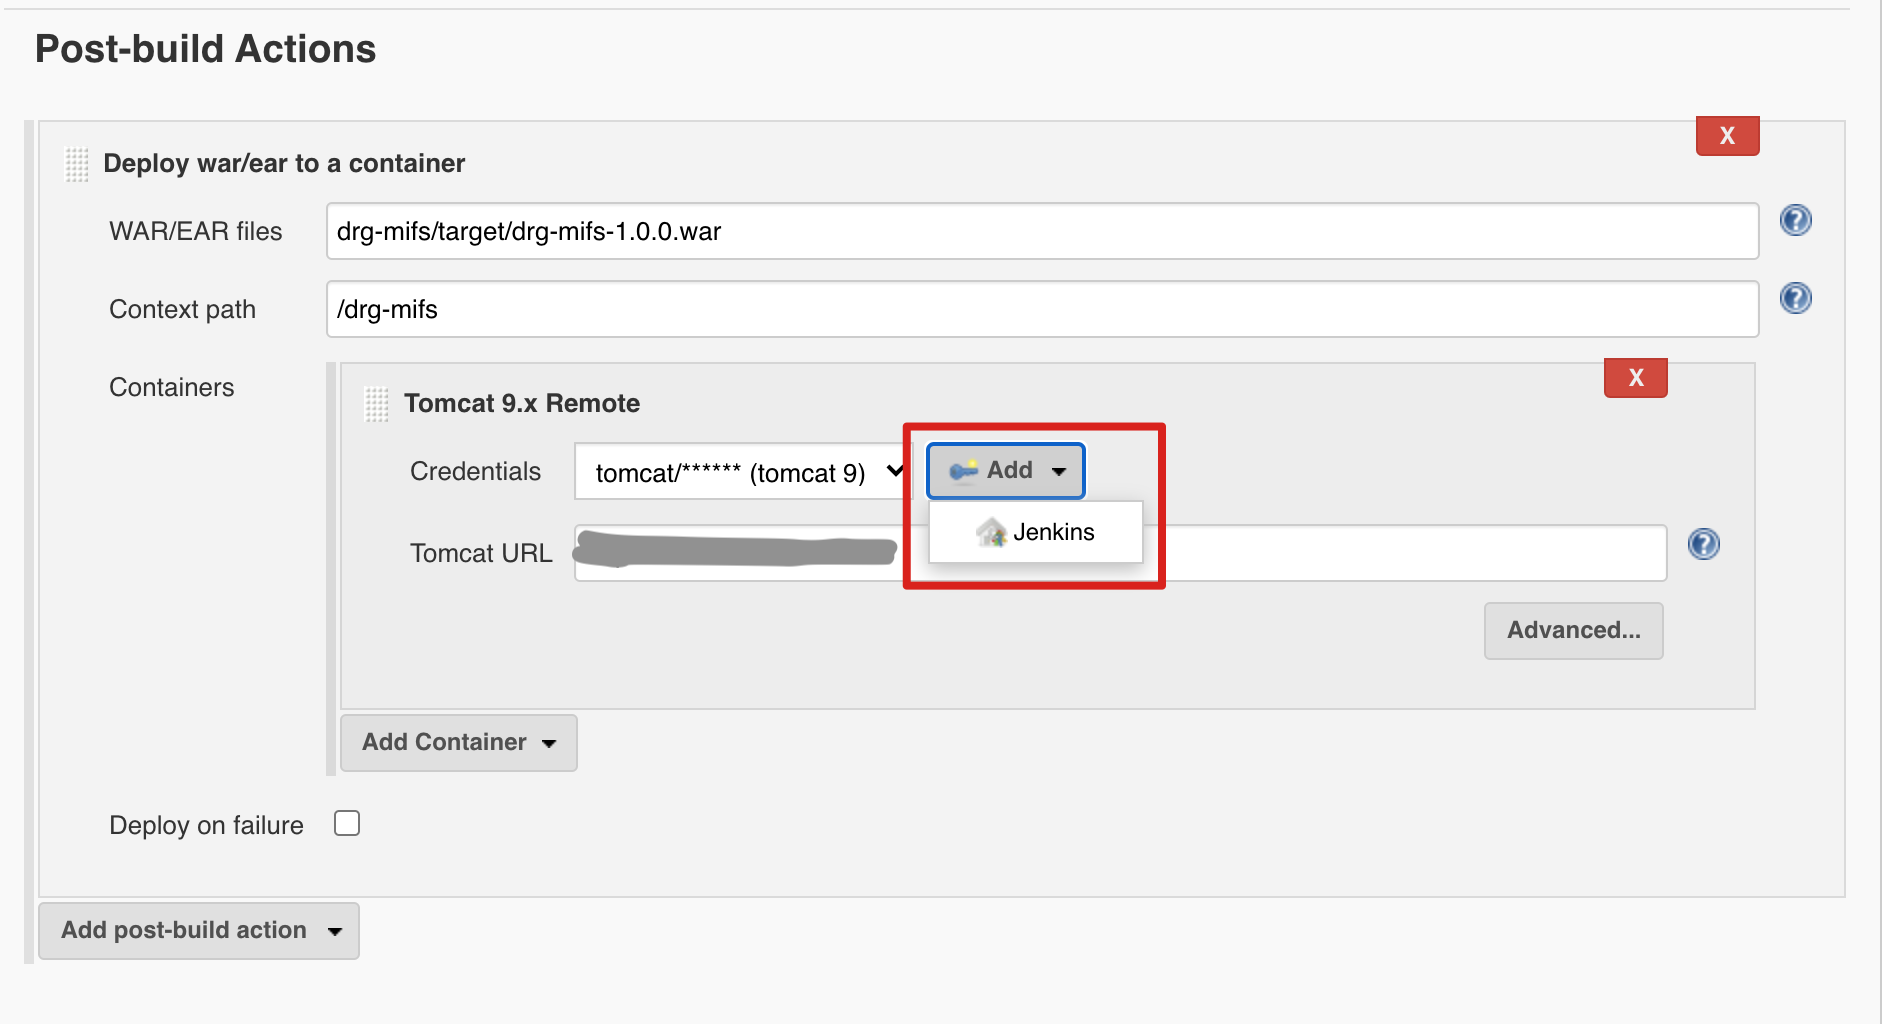 Post-build Actions
X
Deploy war/ear to a container
WAR/EAR files drg-mifs/target/drg-mifs-1.0.0.war ?
Context path /drg-mifs ?
Containers
X
Tomcat 9.x Remote
Credentials tomcat/****** (tomcat 9) Add
Jenkins
Tomcat URL ?
Advanced...
Add Container
Deploy on failure
Add post-build action